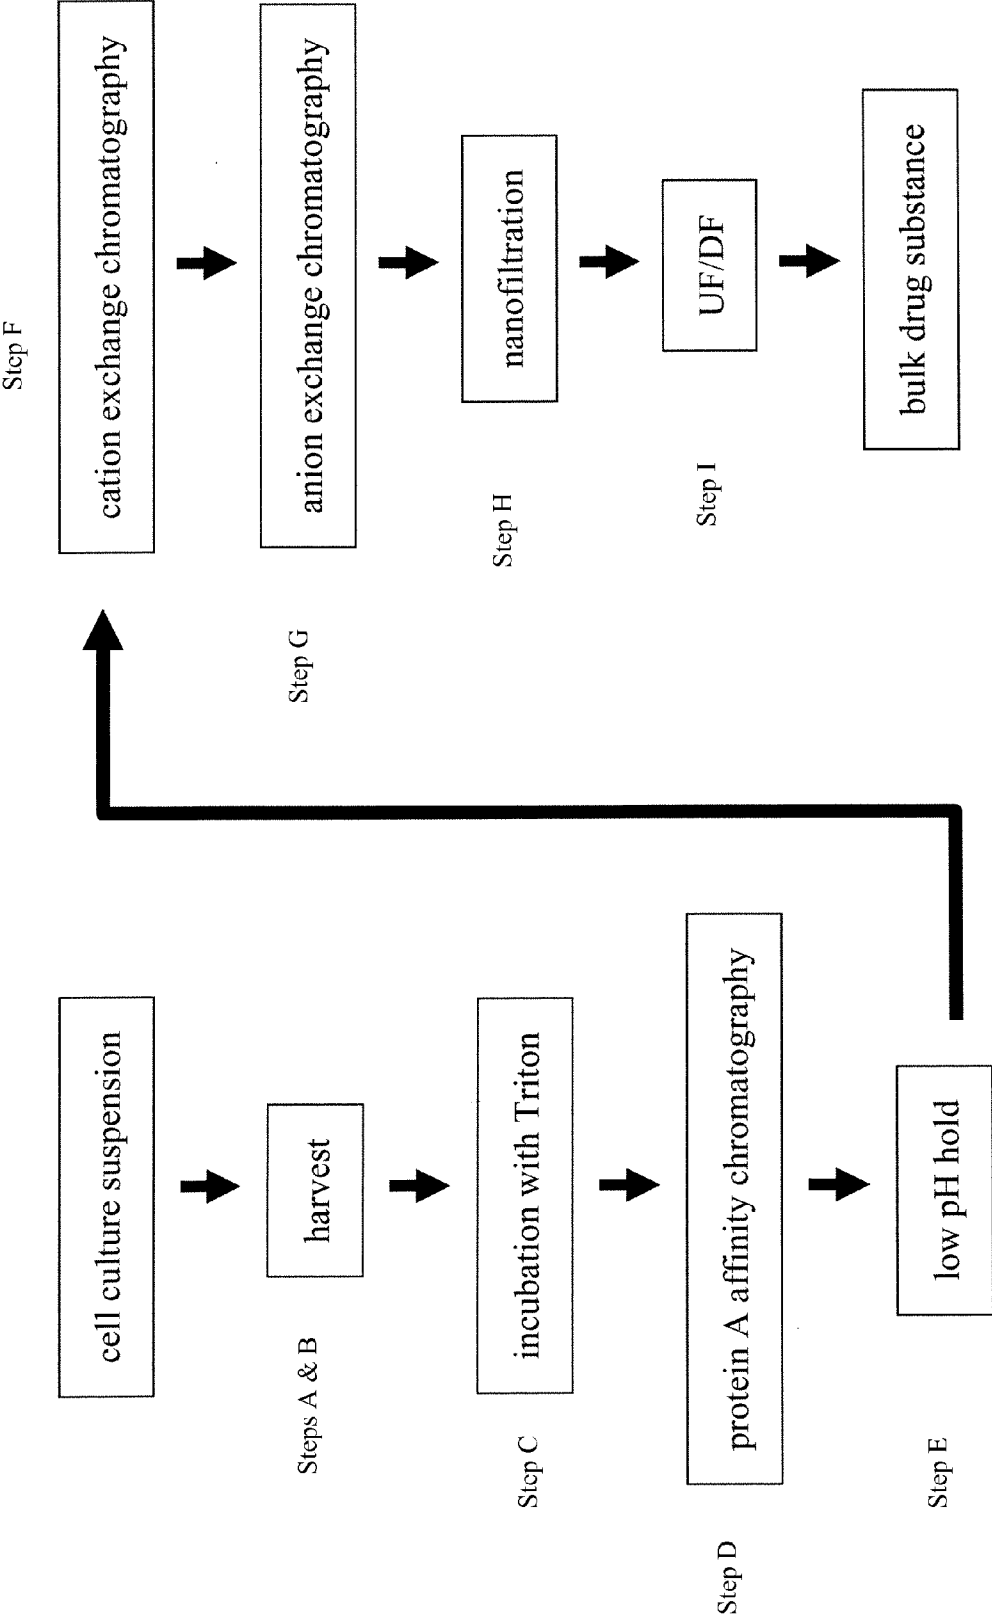 cell culture suspension
Steps A & B
harvest
Step C
incubation with Triton
Step D
protein A affinity chromatography
Step E
low pH hold
Step F
cation exchange chromatography
Step G
anion exchange chromatography
Step H
nanofiltration
Step I
UF/DF
bulk drug substance